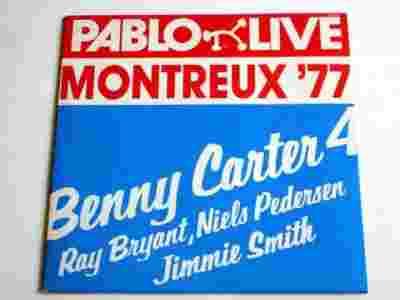 PABLO LIVE
MONTREUX '77
Benny Carter 4
Ray Bryant, Niels Pedersen
Jimmie Smith